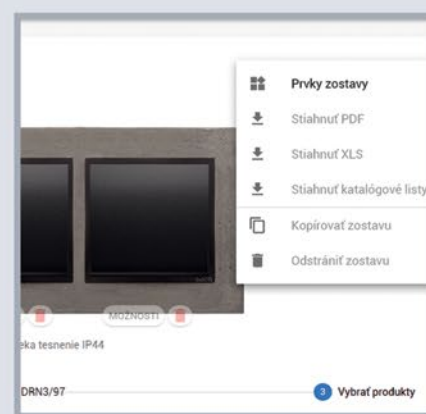 Prvky zostavy
Stiahnuť PDF
Stiahnuť XLS
Stiahnuť katalógové listy
Kopírovať zostavu
Odstrániť zostavu
MOŽNOSTI
eka tesnenie IP44
DRN3/97
3 Vybrať produkty